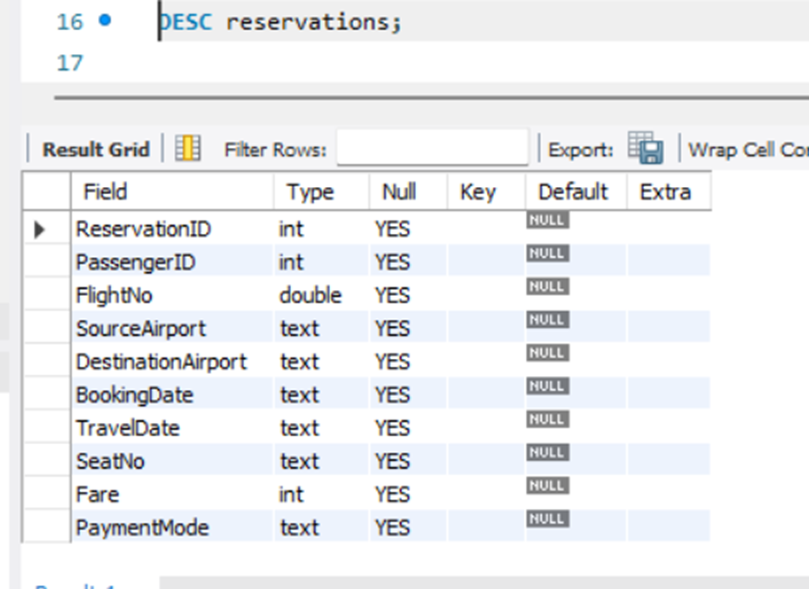 16 DESC reservations;
17
Result Grid Filter Rows: Export: Wrap Cell Co
Field Type Null Key Default Extra
ReservationID int YES NULL
PassengerID int YES NULL
FlightNo double YES NULL
SourceAirport text YES NULL
DestinationAirport text YES NULL
BookingDate text YES NULL
TravelDate text YES NULL
SeatNo text YES NULL
Fare int YES NULL
PaymentMode text YES NULL